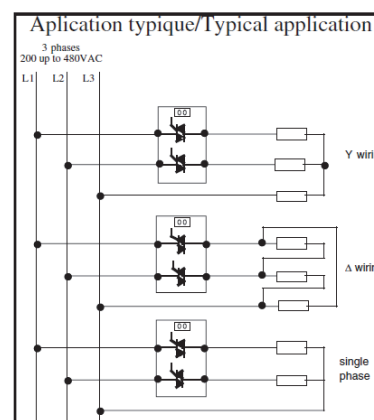 Aplication typique/Typical application
3 phases
200 up to 480VAC
L1 L2 L3
00
Y wiri
00
Δ wirin
00
single
phase